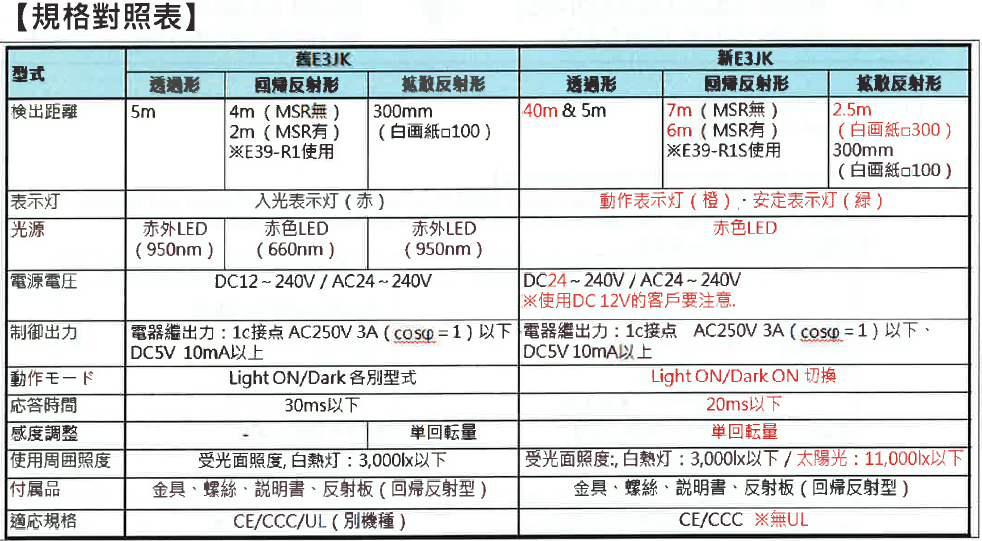 【規格對照表】
型式 舊E3JK 新E3JK
透過形 回帰反射形 拡散反射形 透過形 回帰反射形 拡散反射形
検出距離 5m 4m（MSR無） 300mm 40m & 5m 7m（MSR無） 2.5m
2m（MSR有） （白画紙□100） 6m（MSR有） （白画紙□300）
※E39-R1使用 ※E39-R1S使用 300mm
（白画紙□100）
表示灯 入光表示灯（赤） 動作表示灯（橙）、安定表示灯（緑）
光源 赤外LED 赤色LED 赤外LED 赤色LED
（950nm） （660nm） （950nm）
電源電圧 DC12～240V / AC24～240V DC24～240V / AC24～240V
※使用DC 12V的客戶要注意.
制御出力 電器繼出力：1c接点 AC250V 3A（cosφ=1）以下 電器繼出力：1c接点 AC250V 3A（cosφ=1）以下、
DC5V 10mA以上 DC5V 10mA以上
動作モード Light ON/Dark 各別型式 Light ON/Dark ON 切換
応答時間 30ms以下 20ms以下
感度調整 - 単回転量 単回転量
使用周囲照度 受光面照度, 白熱灯：3,000lx以下 受光面照度:, 白熱灯：3,000lx以下 / 太陽光：11,000lx以下
付属品 金具、螺絲、説明書、反射板（回帰反射型） 金具、螺絲、説明書、反射板（回帰反射型）
適応規格 CE/CCC/UL（別機種） CE/CCC ※無UL